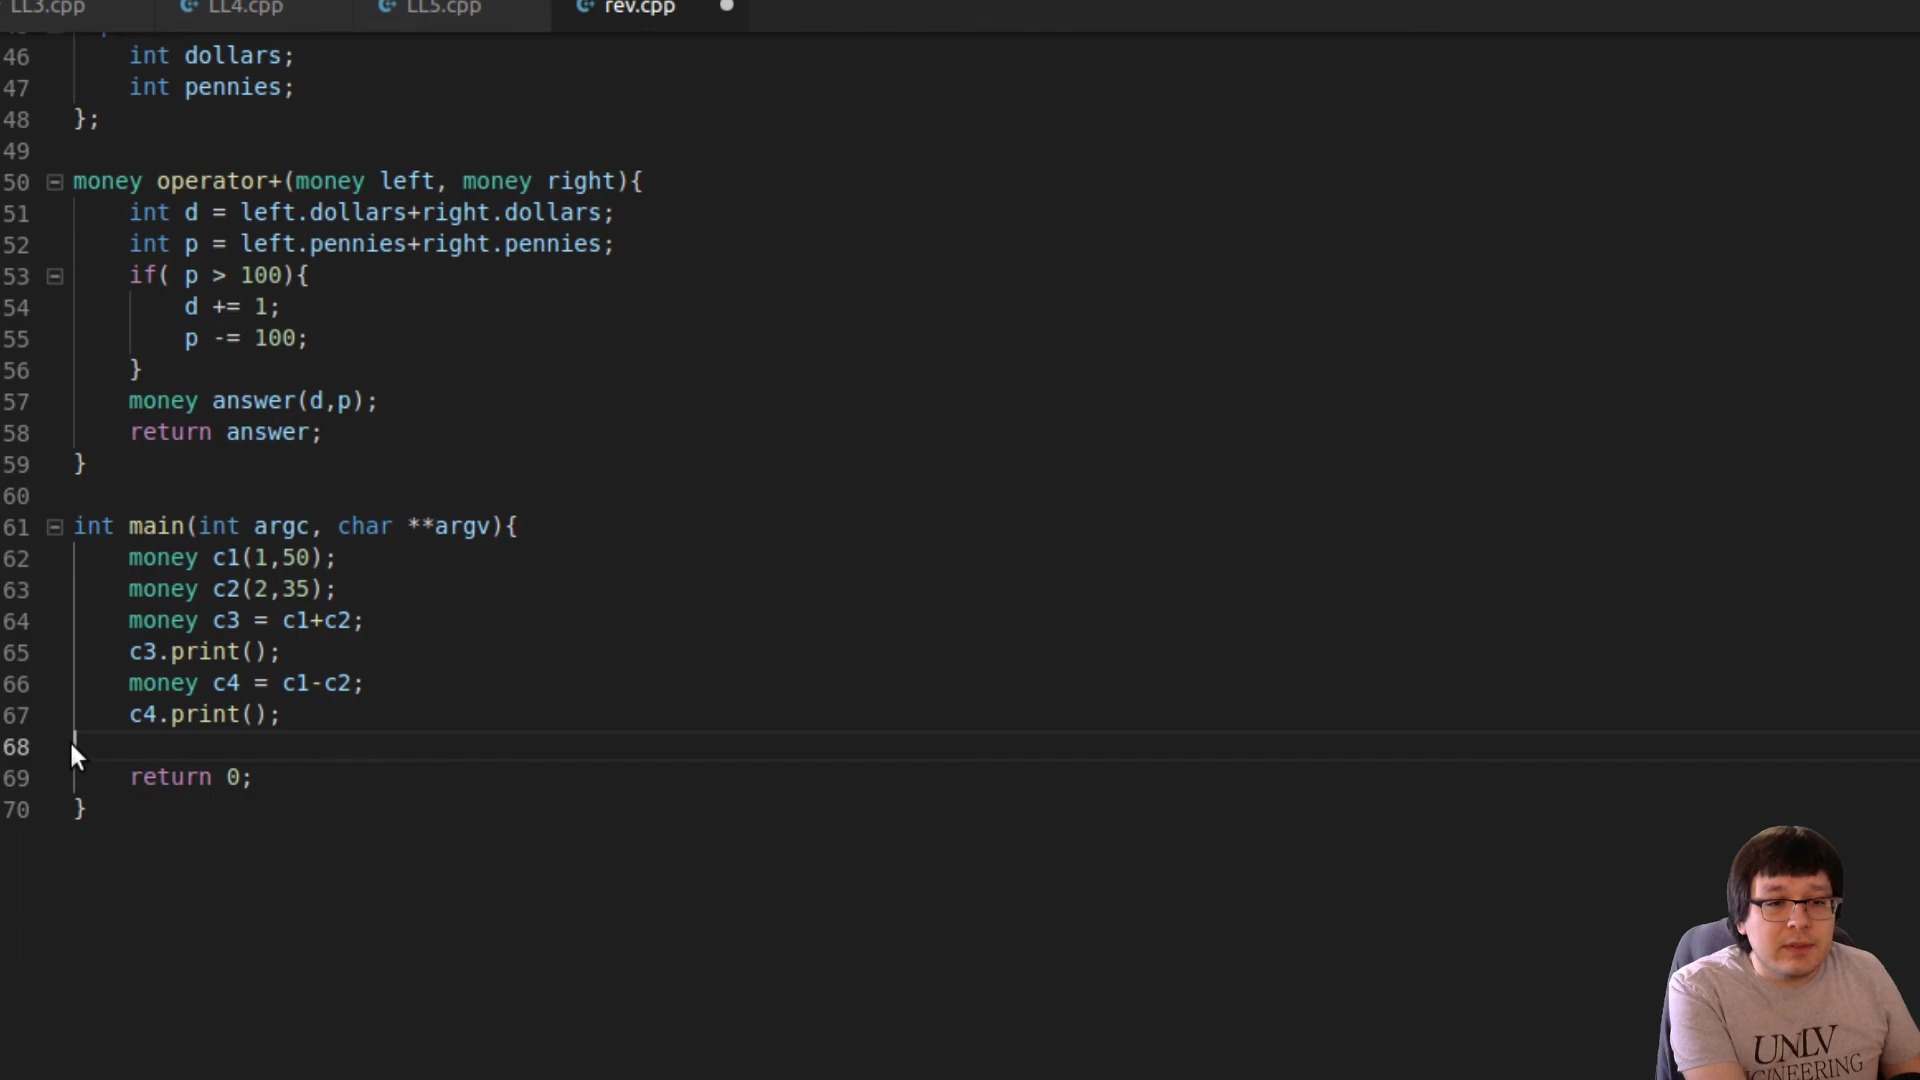 LL3.cpp LL4.cpp LL5.cpp rev.cpp
46 int dollars;
47 int pennies;
48 };
49
50 money operator+(money left, money right){
51 int d = left.dollars+right.dollars;
52 int p = left.pennies+right.pennies;
53 if( p > 100){
54 d += 1;
55 p -= 100;
56 }
57 money answer(d,p);
58 return answer;
59 }
60
61 int main(int argc, char **argv){
62 money c1(1,50);
63 money c2(2,35);
64 money c3 = c1+c2;
65 c3.print();
66 money c4 = c1-c2;
67 c4.print();
68
69 return 0;
70 }
UNLV
ENGINEERING